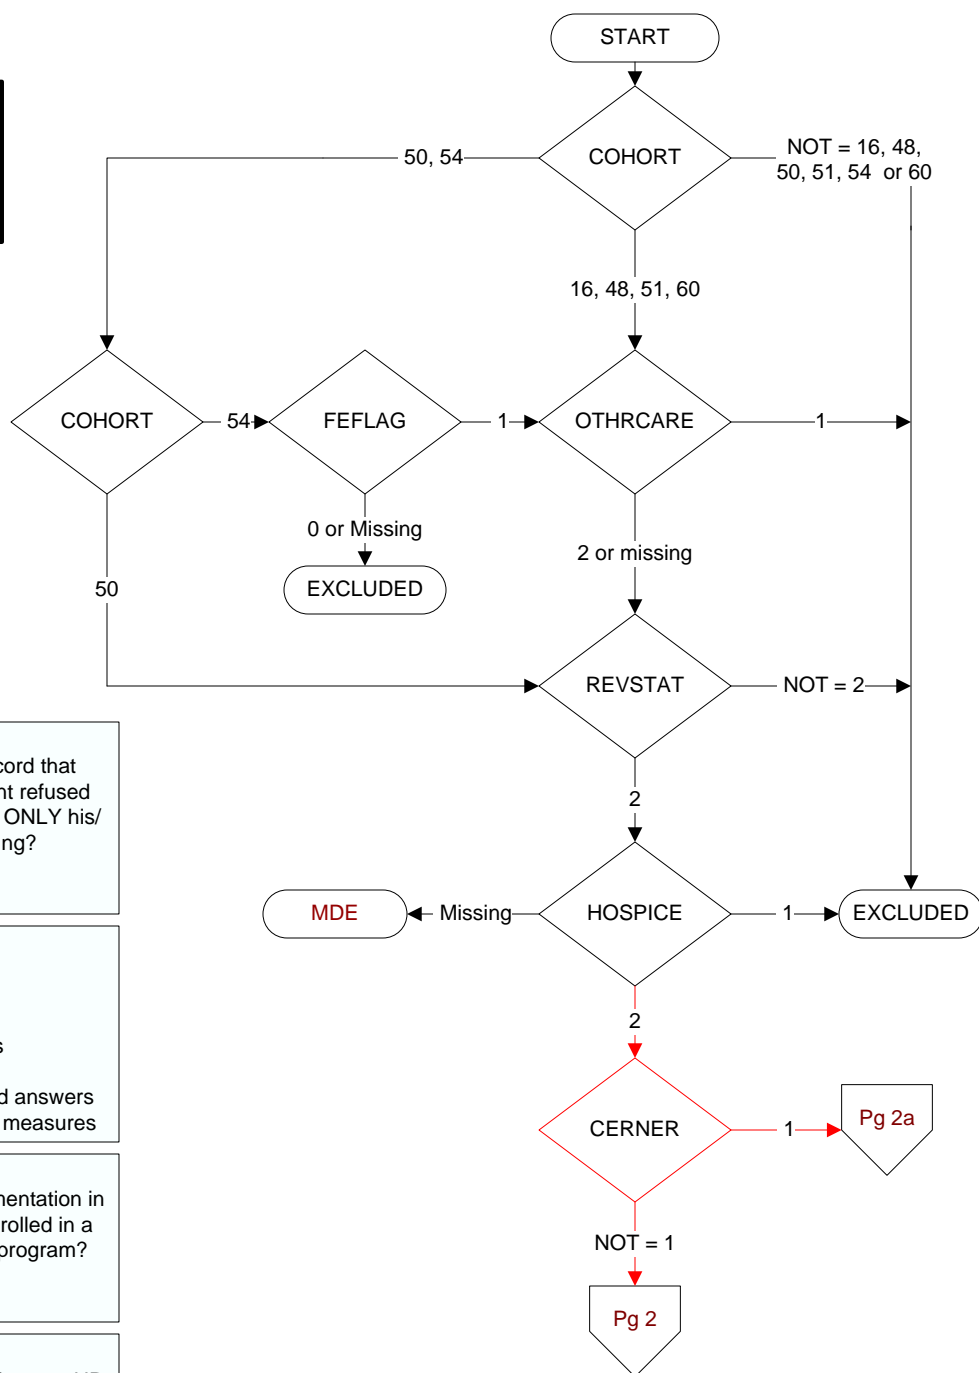 START
COHORT
50, 54
NOT = 16, 48,
50, 51, 54 or 60
16, 48, 51, 60
COHORT
54
FEFLAG
1
OTHRCARE
1
0 or Missing
EXCLUDED
2 or missing
50
REVSTAT
NOT = 2
2
cord that
nt refused
ONLY his/
ng?
MDE
Missing
HOSPICE
1
EXCLUDED
2
s
d answers
measures
CERNER
1
Pg 2a
mentation in
rolled in a
program?
NOT = 1
Pg 2